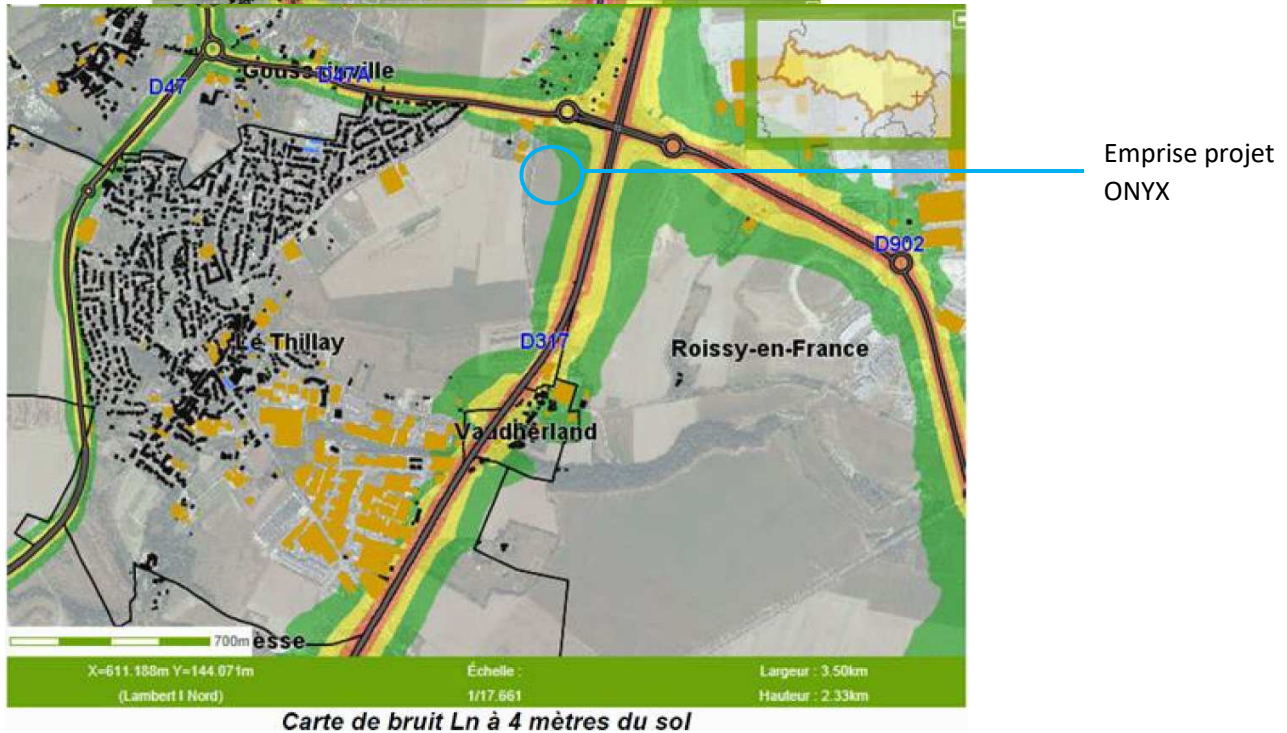 Goussainville
D47A
D47
Emprise projet
ONYX
D902
Le Thillay
D317
Roissy-en-France
Vaudherland
700m
esse
X=611.188m Y=144.071m
(Lambert I Nord)
Échelle :
1/17.661
Largeur : 3.50km
Hauteur : 2.33km
Carte de bruit Ln à 4 mètres du sol